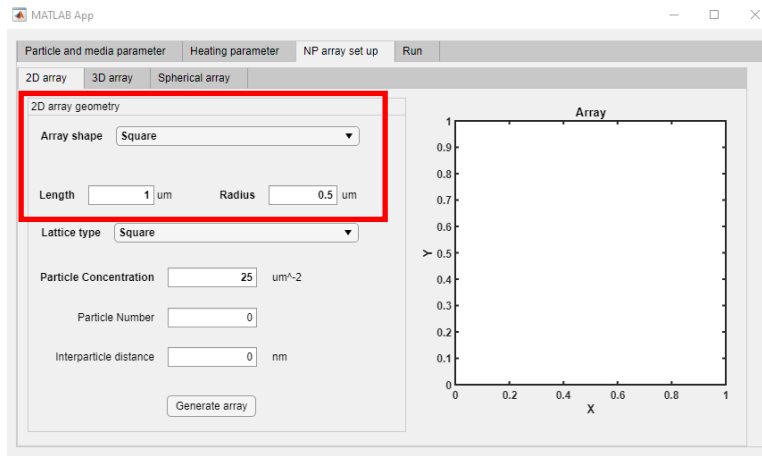 MATLAB App
Particle and media parameter Heating parameter NP array set up Run
2D array 3D array Spherical array
2D array geometry
Array shape Square
Length 1 um Radius 0.5 um
Lattice type Square
Particle Concentration 25 um^-2
Particle Number 0
Interparticle distance 0 nm
Generate array
Array
1
0.9
0.8
0.7
0.6
Y 0.5
0.4
0.3
0.2
0.1
0
0 0.2 0.4 0.6 0.8 1
X